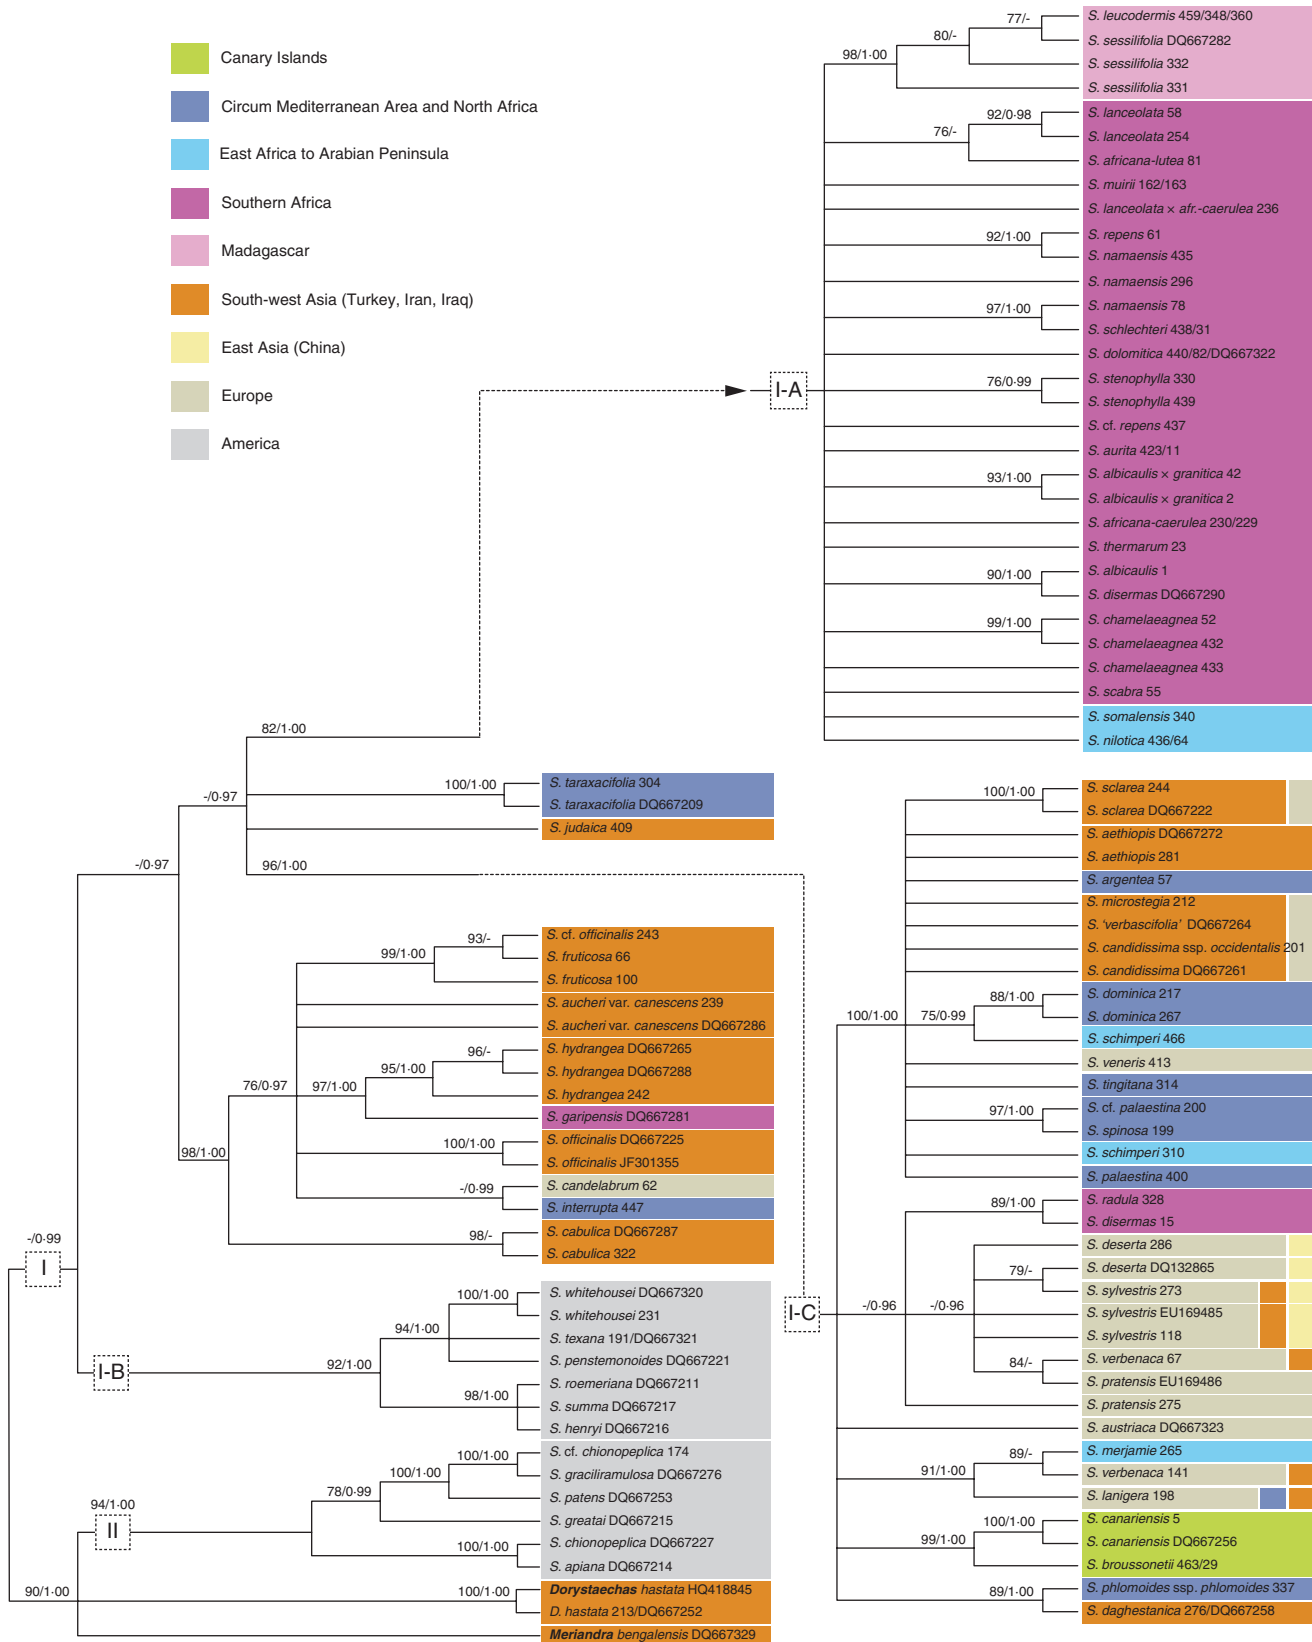 Canary Islands
Circum Mediterranean Area and North Africa
East Africa to Arabian Peninsula
Southern Africa
Madagascar
South-west Asia (Turkey, Iran, Iraq)
East Asia (China)
Europe
America
77/-
80/-
98/1·00
S. leucodermis 459/348/360
S. sessilifolia DQ667282
S. sessilifolia 332
S. sessilifolia 331
92/0·98
76/-
S. lanceolata 58
S. lanceolata 254
S. africana-lutea 81
S. muirii 162/163
S. lanceolata × afr.-caerulea 236
92/1·00
S. repens 61
S. namaensis 435
S. namaensis 296
97/1·00
S. namaensis 78
S. schlechteri 438/31
S. dolomitica 440/82/DQ667322
I-A
76/0·99
S. stenophylla 330
S. stenophylla 439
S. cf. repens 437
S. aurita 423/11
93/1·00
S. albicaulis × granitica 42
S. albicaulis × granitica 2
S. africana-caerulea 230/229
S. thermarum 23
90/1·00
S. albicaulis 1
S. disermas DQ667290
99/1·00
S. chamelaeagnea 52
S. chamelaeagnea 432
S. chamelaeagnea 433
S. scabra 55
S. somalensis 340
S. nilotica 436/64
82/1·00
-/0·97
100/1·00
S. taraxacifolia 304
S. taraxacifolia DQ667209
S. judaica 409
-/0·97
96/1·00
93/-
99/1·00
S. cf. officinalis 243
S. fruticosa 66
S. fruticosa 100
S. aucheri var. canescens 239
S. aucheri var. canescens DQ667286
96/-
95/1·00
76/0·97
97/1·00
S. hydrangea DQ667265
S. hydrangea DQ667288
S. hydrangea 242
S. garipensis DQ667281
98/1·00
100/1·00
S. officinalis DQ667225
S. officinalis JF301355
-/0·99
S. candelabrum 62
S. interrupta 447
98/-
S. cabulica DQ667287
S. cabulica 322
-/0·99
I
100/1·00
94/1·00
92/1·00
I-B
S. whitehousei DQ667320
S. whitehousei 231
S. texana 191/DQ667321
S. penstemonoides DQ667221
98/1·00
S. roemeriana DQ667211
S. summa DQ667217
S. henryi DQ667216
100/1·00
100/1·00
78/0·99
94/1·00
II
S. cf. chionopeplica 174
S. graciliramulosa DQ667276
S. patens DQ667253
S. greatai DQ667215
100/1·00
S. chionopeplica DQ667227
S. apiana DQ667214
90/1·00
100/1·00
Dorystaechas hastata HQ418845
D. hastata 213/DQ667252
Meriandra bengalensis DQ667329
100/1·00
S. sclarea 244
S. sclarea DQ667222
S. aethiopis DQ667272
S. aethiopis 281
S. argentea 57
S. microstegia 212
S. ‘verbascifolia’ DQ667264
S. candidissima ssp. occidentalis 201
S. candidissima DQ667261
88/1·00
100/1·00
75/0·99
S. dominica 217
S. dominica 267
S. schimperi 466
S. veneris 413
S. tingitana 314
97/1·00
S. cf. palaestina 200
S. spinosa 199
S. schimperi 310
S. palaestina 400
89/1·00
S. radula 328
S. disermas 15
I-C
-/0·96
-/0·96
S. deserta 286
79/-
S. deserta DQ132865
S. sylvestris 273
S. sylvestris EU169485
S. sylvestris 118
84/-
S. verbenaca 67
S. pratensis EU169486
S. pratensis 275
S. austriaca DQ667323
89/-
91/1·00
S. merjamie 265
S. verbenaca 141
S. lanigera 198
100/1·00
99/1·00
S. canariensis 5
S. canariensis DQ667256
S. broussonetii 463/29
89/1·00
S. phlomoides ssp. phlomoides 337
S. daghestanica 276/DQ667258